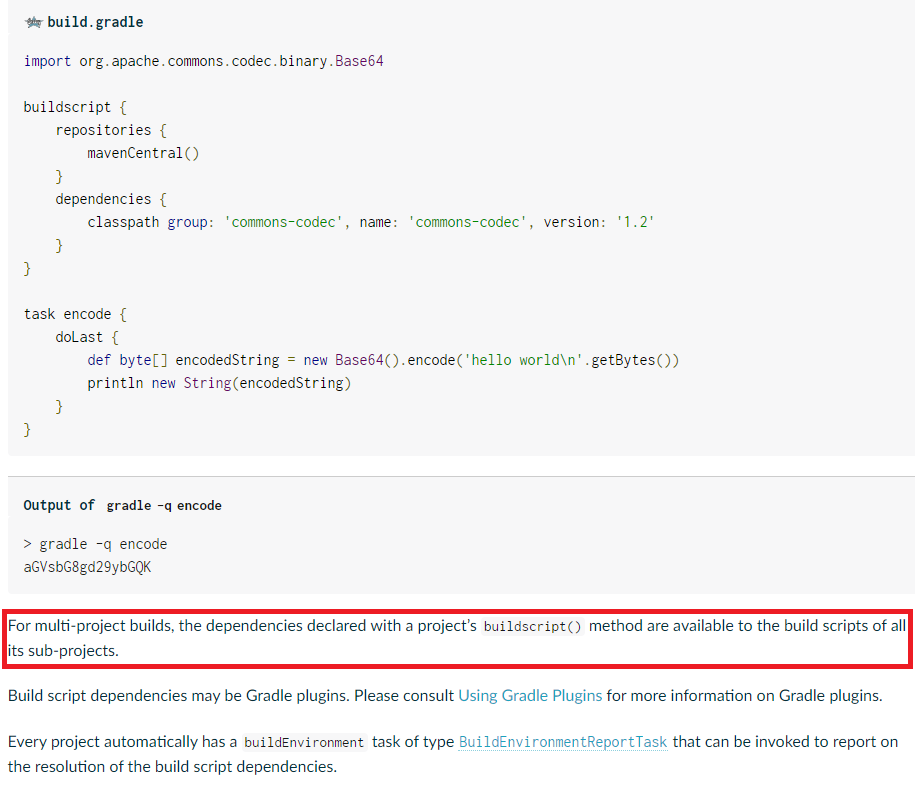 build.gradle
import org.apache.commons.codec.binary.Base64
buildscript {
    repositories {
        mavenCentral()
    }
    dependencies {
        classpath group: 'commons-codec', name: 'commons-codec', version: '1.2'
    }
}
task encode {
    doLast {
        def byte[] encodedString = new Base64().encode('hello world\n'.getBytes())
        println new String(encodedString)
    }
}
Output of gradle -q encode
> gradle -q encode
aGVsbG8gd29ybGQK
For multi-project builds, the dependencies declared with a project’s buildscript() method are available to the build scripts of all
its sub-projects.
Build script dependencies may be Gradle plugins. Please consult Using Gradle Plugins for more information on Gradle plugins.
Every project automatically has a buildEnvironment task of type BuildEnvironmentReportTask that can be invoked to report on
the resolution of the build script dependencies.